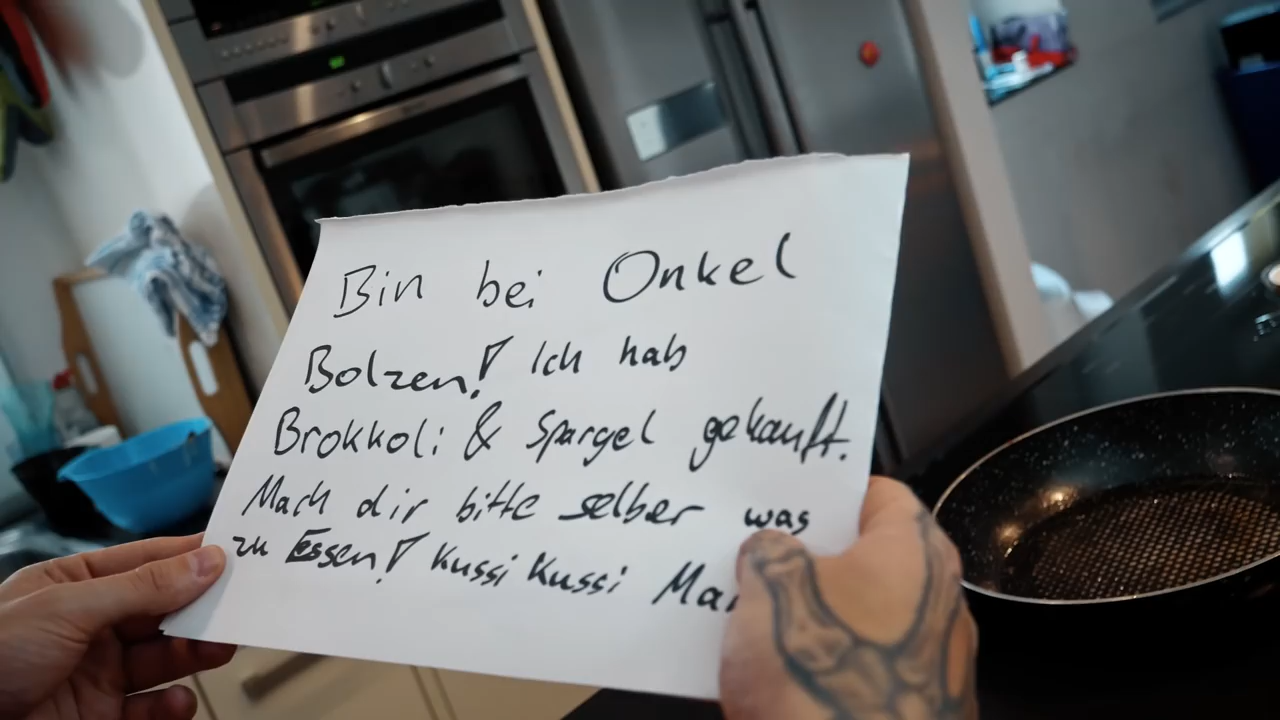 Bin bei Onkel
Bolzen! Ich hab
Brokkoli & Spargel gekauft.
Mach dir bitte selber was
zu Essen! Kussi Kussi